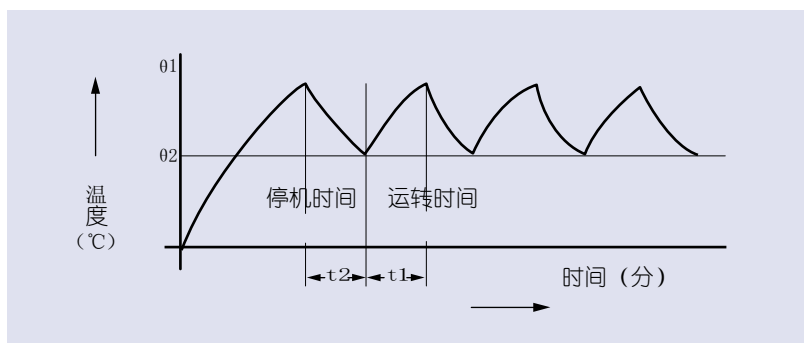 θ1
θ2
停机时间 运转时间
温
度
（℃）
t2 t1
时间（分）